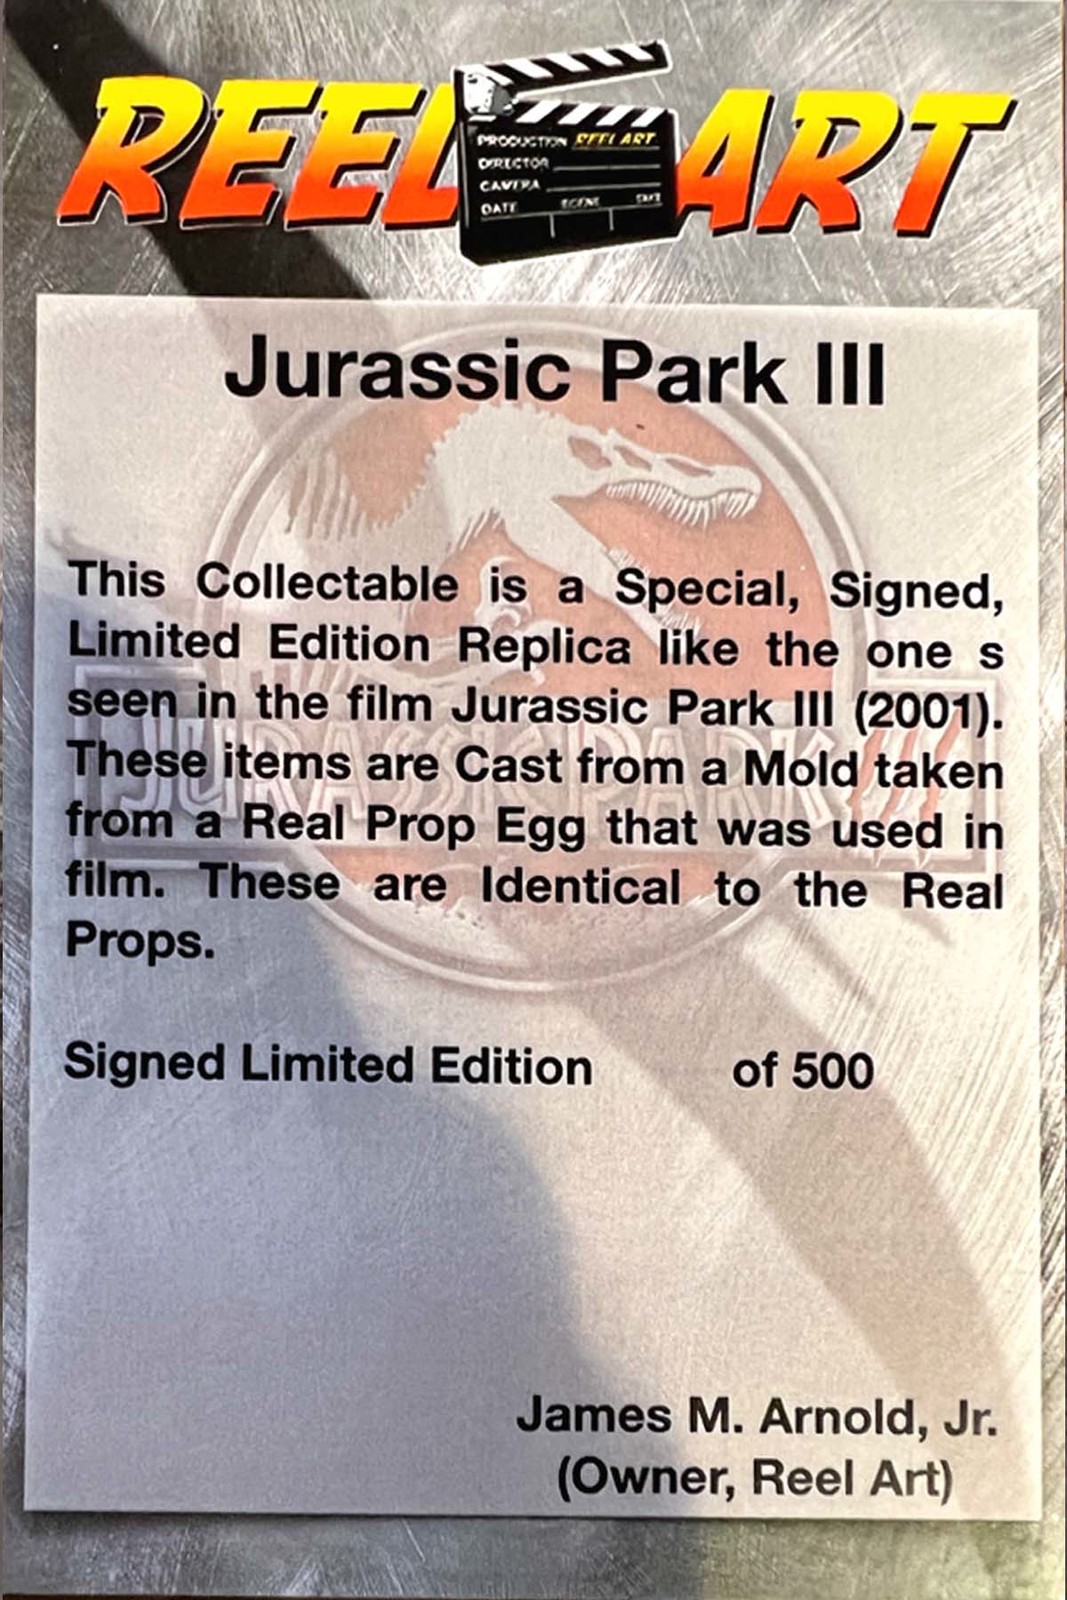 REEL ART
PRODUCTION REEL ART
DIRECTOR
CAMERA
DATE SCENE TAKE
Jurassic Park III
This Collectable is a Special, Signed,
Limited Edition Replica like the one s
seen in the film Jurassic Park III (2001).
These items are Cast from a Mold taken
from a Real Prop Egg that was used in
film. These are Identical to the Real
Props.
JURASSIC PARK III
Signed Limited Edition of 500
James M. Arnold, Jr.
(Owner, Reel Art)